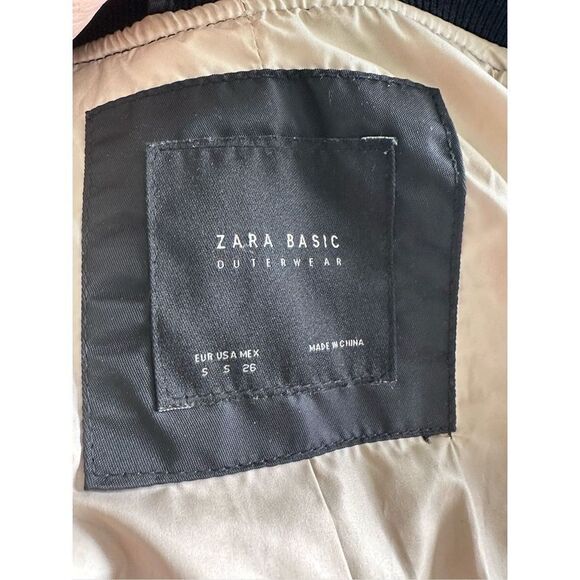 ZARA BASIC
OUTERWEAR
EUR USA MEX
S S 26
MADE IN CHINA